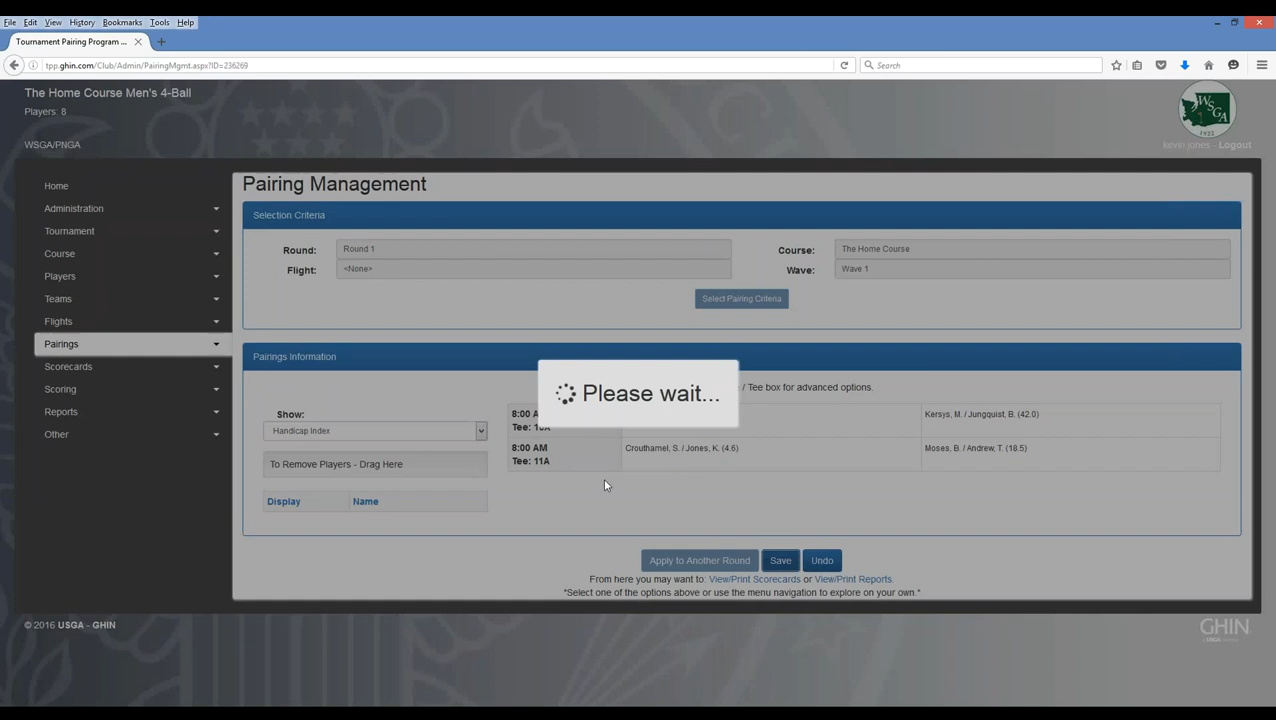 File Edit View History Bookmarks Tools Help
Tournament Pairing Program ...
tpp.ghin.com/Club/Admin/PairingMgmt.aspx?ID=236269
Search
The Home Course Men's 4-Ball
Players: 8
WSGA/PNGA
WSGA
1922
kevin jones - Logout
Home
Administration
Tournament
Course
Players
Teams
Flights
Pairings
Scorecards
Scoring
Reports
Other
Pairing Management
Selection Criteria
Round: Round 1 Course: The Home Course
Flight: <None> Wave: Wave 1
Select Pairing Criteria
Pairings Information
Please wait...
/ Tee box for advanced options.
Show:
Handicap Index
To Remove Players - Drag Here
Display Name
8:00 A Kersys, M. / Jungquist, B. (42.0)
Tee: 10A
8:00 AM Crouthamel, S. / Jones, K. (4.6) Moses, B. / Andrew, T. (18.5)
Tee: 11A
Apply to Another Round Save Undo
From here you may want to: View/Print Scorecards or View/Print Reports.
*Select one of the options above or use the menu navigation to explore on your own.*
© 2016 USGA - GHIN
GHIN